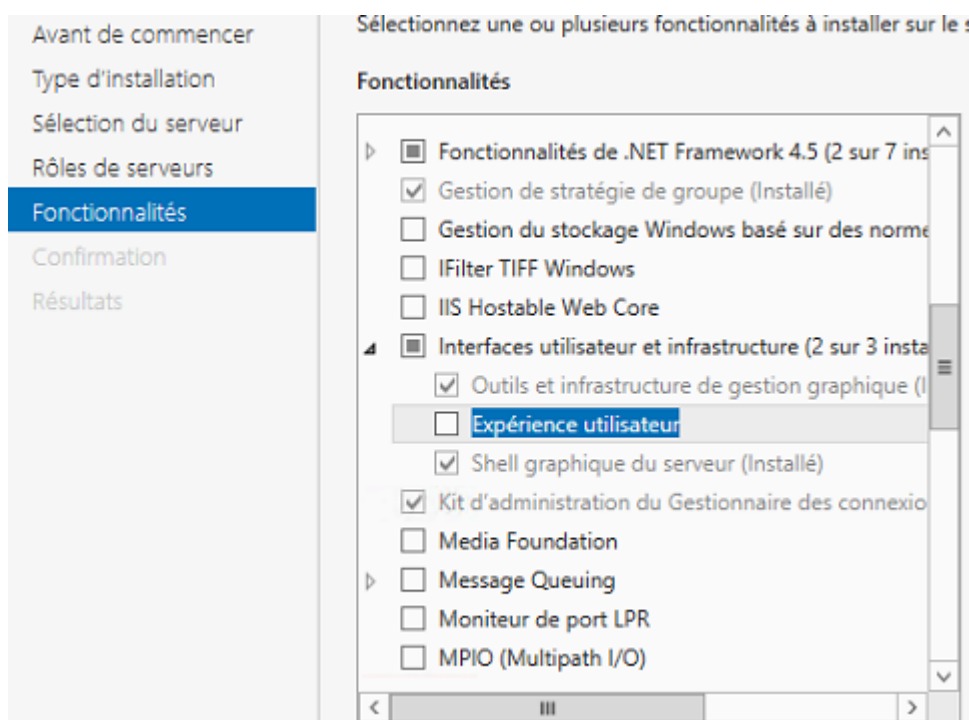 Avant de commencer
Type d'installation
Sélection du serveur
Rôles de serveurs
Fonctionnalités
Confirmation
Résultats
Sélectionnez une ou plusieurs fonctionnalités à installer sur le
Fonctionnalités
Fonctionnalités de .NET Framework 4.5 (2 sur 7 ins
Gestion de stratégie de groupe (Installé)
Gestion du stockage Windows basé sur des norme
IFilter TIFF Windows
IIS Hostable Web Core
Interfaces utilisateur et infrastructure (2 sur 3 insta
Outils et infrastructure de gestion graphique (I
Expérience utilisateur
Shell graphique du serveur (Installé)
Kit d'administration du Gestionnaire des connexio
Media Foundation
Message Queuing
Moniteur de port LPR
MPIO (Multipath I/O)